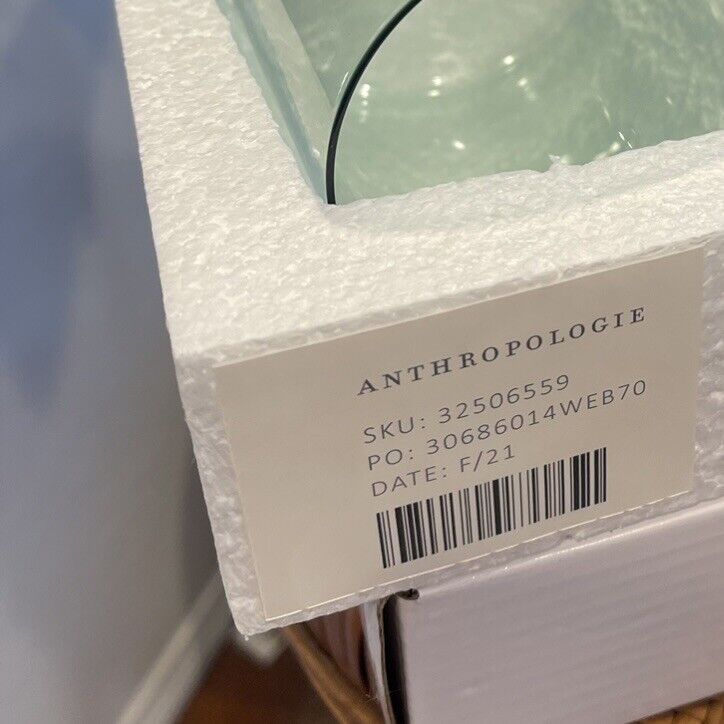 ANTHROPOLOGIE
SKU: 32506559
PO: 30686014WEB70
DATE: F/21